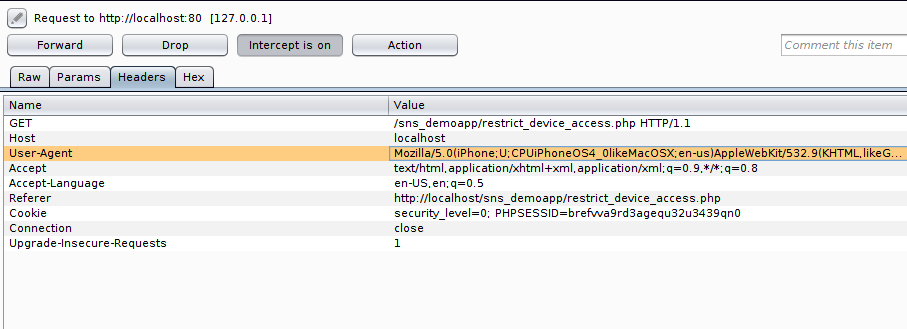 Request to http://localhost:80 [127.0.0.1]
Forward Drop Intercept is on Action Comment this item
Raw Params Headers Hex
Name Value
GET /sns_demoapp/restrict_device_access.php HTTP/1.1
Host localhost
User-Agent Mozilla/5.0(iPhone;U;CPUiPhoneOS4_0likeMacOSX;en-us)AppleWebKit/532.9(KHTML,likeG...
Accept text/html,application/xhtml+xml,application/xml;q=0.9,*/*;q=0.8
Accept-Language en-US,en;q=0.5
Referer http://localhost/sns_demoapp/restrict_device_access.php
Cookie security_level=0; PHPSESSID=brefvva9rd3agequ32u3439qn0
Connection close
Upgrade-Insecure-Requests 1